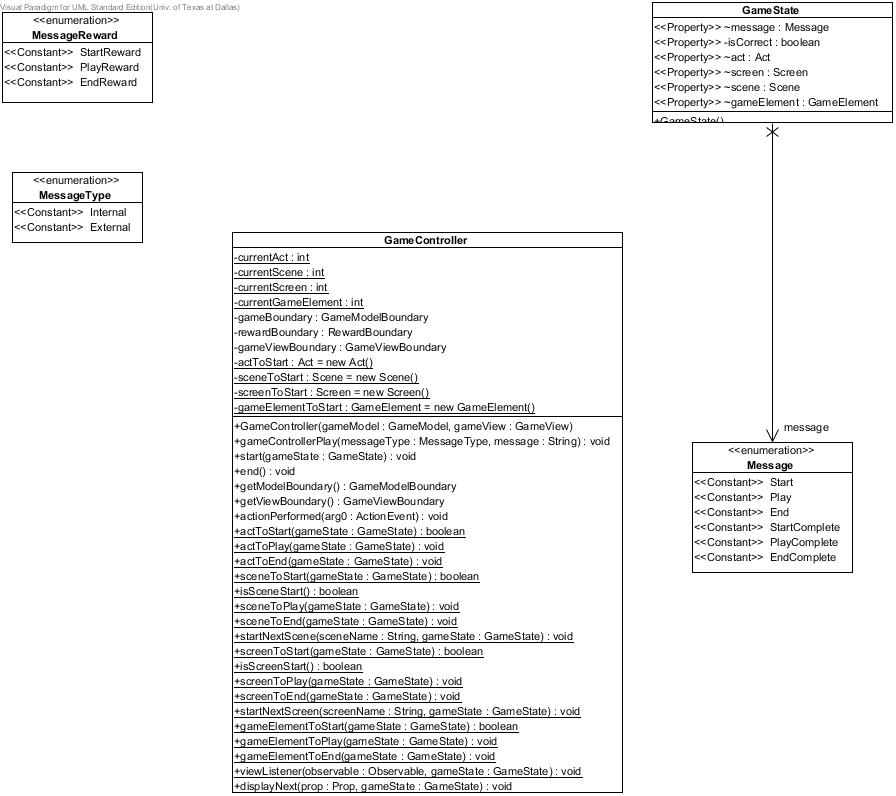 Visual Paradigm for UML Standard Edition(Univ. of Texas at Dallas)
<<enumeration>>
MessageReward
<<Constant>> StartReward
<<Constant>> PlayReward
<<Constant>> EndReward
GameState
<<Property>> ~message : Message
<<Property>> -isCorrect : boolean
<<Property>> ~act : Act
<<Property>> ~screen : Screen
<<Property>> ~scene : Scene
<<Property>> ~gameElement : GameElement
+GameState()
<<enumeration>>
MessageType
<<Constant>> Internal
<<Constant>> External
GameController
-currentAct : int
-currentScene : int
-currentScreen : int
-currentGameElement : int
-gameBoundary : GameModelBoundary
-rewardBoundary : RewardBoundary
-gameViewBoundary : GameViewBoundary
-actToStart : Act = new Act()
-sceneToStart : Scene = new Scene()
-screenToStart : Screen = new Screen()
-gameElementToStart : GameElement = new GameElement()
+GameController(gameModel : GameModel, gameView : GameView)
+gameControllerPlay(messageType : MessageType, message : String) : void
+start(gameState : GameState) : void
+end() : void
+getModelBoundary() : GameModelBoundary
+getViewBoundary() : GameViewBoundary
+actionPerformed(arg0 : ActionEvent) : void
+actToStart(gameState : GameState) : boolean
+actToPlay(gameState : GameState) : void
+actToEnd(gameState : GameState) : void
+sceneToStart(gameState : GameState) : boolean
+isSceneStart() : boolean
+sceneToPlay(gameState : GameState) : void
+sceneToEnd(gameState : GameState) : void
+startNextScene(sceneName : String, gameState : GameState) : void
+screenToStart(gameState : GameState) : boolean
+isScreenStart() : boolean
+screenToPlay(gameState : GameState) : void
+screenToEnd(gameState : GameState) : void
+startNextScreen(screenName : String, gameState : GameState) : void
+gameElementToStart(gameState : GameState) : boolean
+gameElementToPlay(gameState : GameState) : void
+gameElementToEnd(gameState : GameState) : void
+viewListener(observable : Observable, gameState : GameState) : void
+displayNext(prop : Prop, gameState : GameState) : void
message
<<enumeration>>
Message
<<Constant>> Start
<<Constant>> Play
<<Constant>> End
<<Constant>> StartComplete
<<Constant>> PlayComplete
<<Constant>> EndComplete